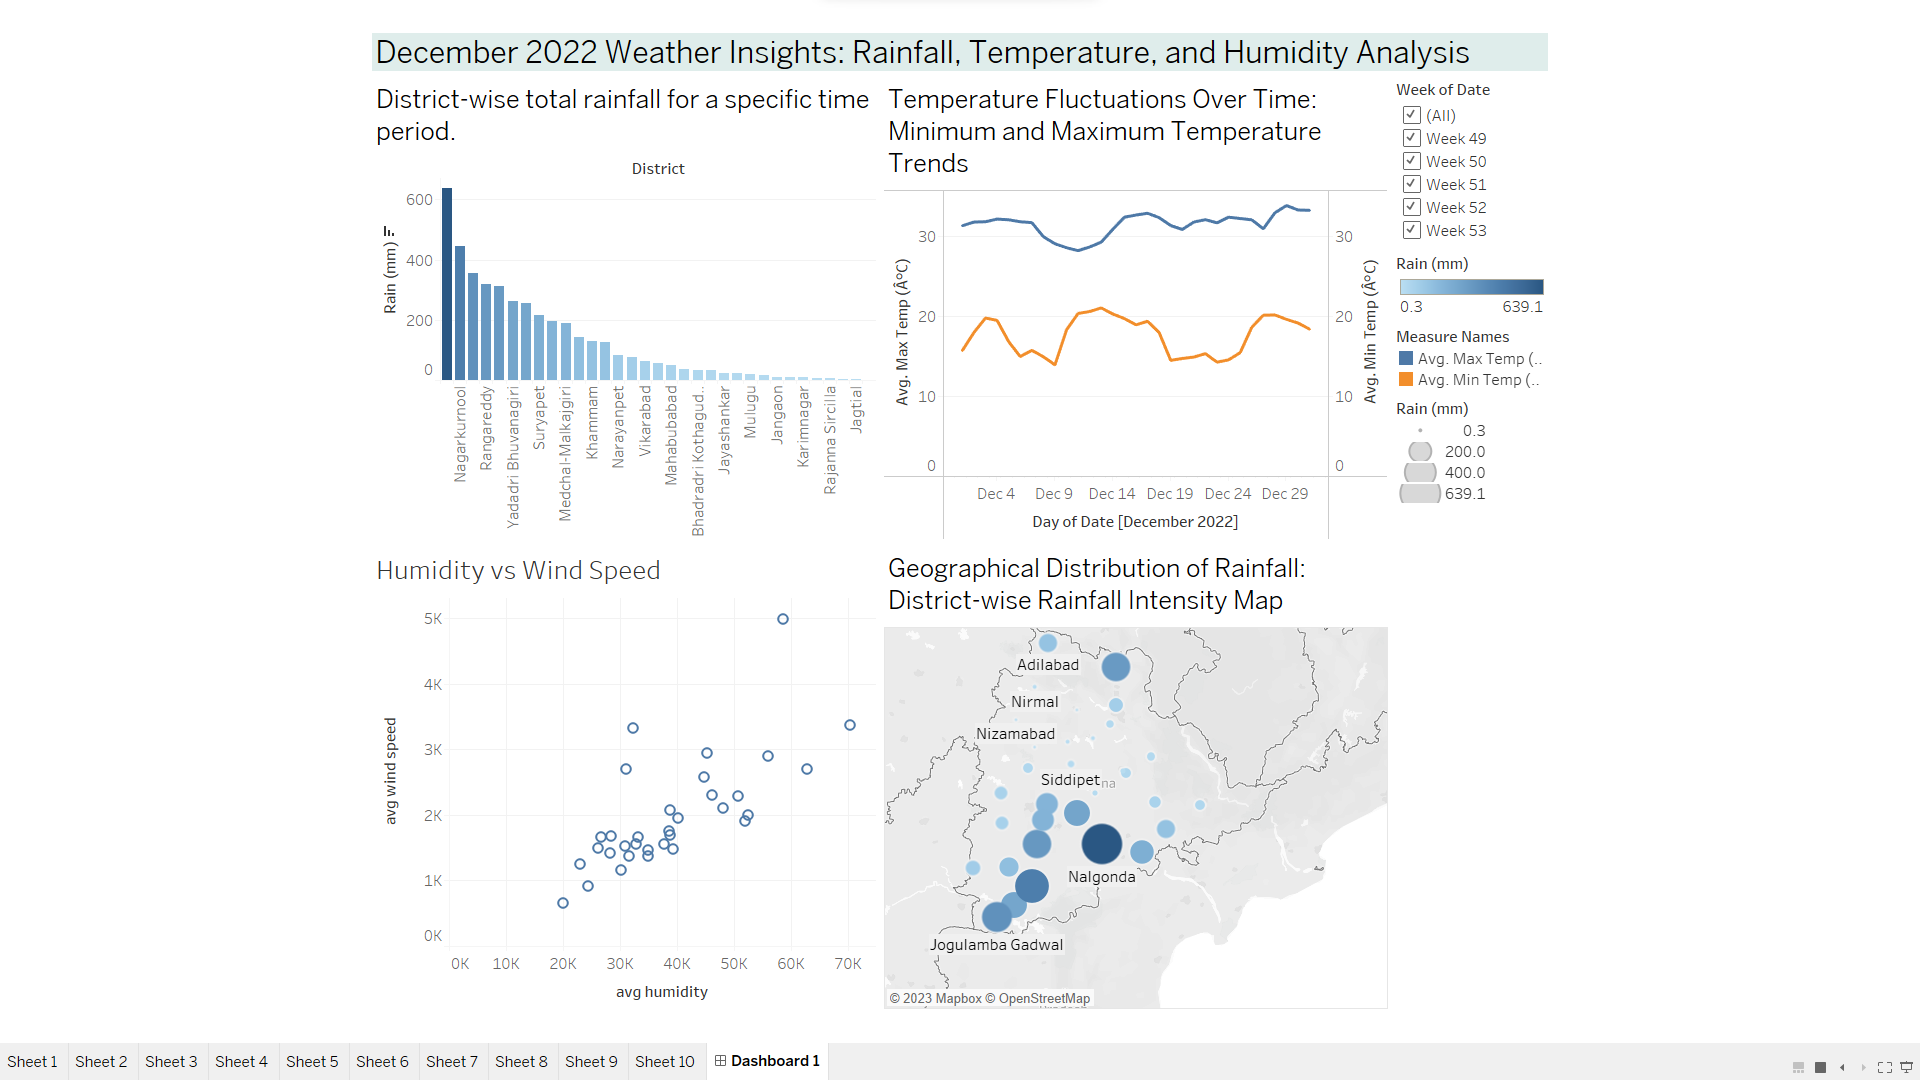 December 2022 Weather Insights: Rainfall, Temperature, and Humidity Analysis
District-wise total rainfall for a specific time
period.
District
Rain (mm)
600
400
200
0
Nagarkurnool
Rangareddy
Yadadri Bhuvanagiri
Suryapet
Medchal-Malkajgiri
Khammam
Narayanpet
Vikarabad
Mahabubabad
Bhadradri Kothagud..
Jayashankar
Mulugu
Jangaon
Karimnagar
Rajanna Sircilla
Jagtial
Temperature Fluctuations Over Time:
Minimum and Maximum Temperature
Trends
Avg. Max Temp (Â°C)
30
20
10
0
30
20
10
0
Avg. Min Temp (Â°C)
Dec 4
Dec 9
Dec 14
Dec 19
Dec 24
Dec 29
Day of Date [December 2022]
Week of Date
(All)
Week 49
Week 50
Week 51
Week 52
Week 53
Rain (mm)
0.3 639.1
Measure Names
Avg. Max Temp (..
Avg. Min Temp (..
Rain (mm)
0.3
200.0
400.0
639.1
Humidity vs Wind Speed
avg wind speed
5K
4K
3K
2K
1K
0K
0K
10K
20K
30K
40K
50K
60K
70K
avg humidity
Geographical Distribution of Rainfall:
District-wise Rainfall Intensity Map
Adilabad
Nirmal
Nizamabad
Siddipet
na
Nalgonda
Jogulamba Gadwal
© 2023 Mapbox © OpenStreetMap
Sheet 1
Sheet 2
Sheet 3
Sheet 4
Sheet 5
Sheet 6
Sheet 7
Sheet 8
Sheet 9
Sheet 10
Dashboard 1